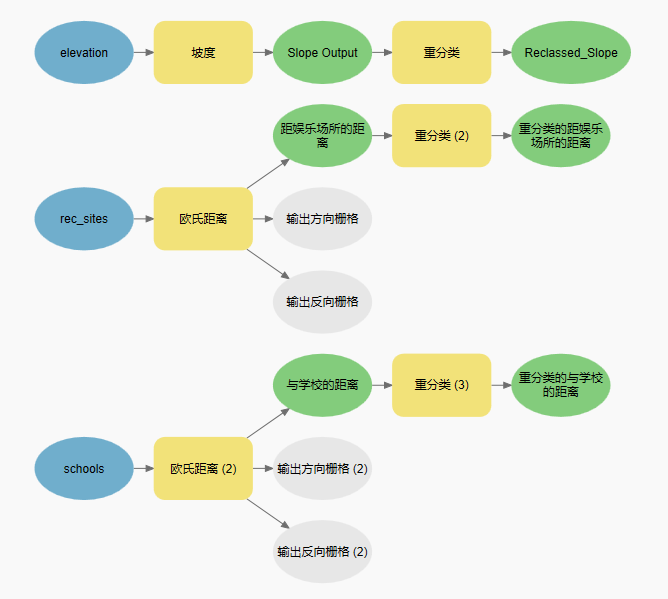 elevation
坡度
Slope Output
重分类
Reclassed_Slope
距娱乐场所的距
离
重分类 (2)
重分类的距娱乐
场所的距离
rec_sites
欧氏距离
输出方向栅格
输出反向栅格
与学校的距离
重分类 (3)
重分类的与学校
的距离
schools
欧氏距离 (2)
输出方向栅格 (2)
输出反向栅格 (2)